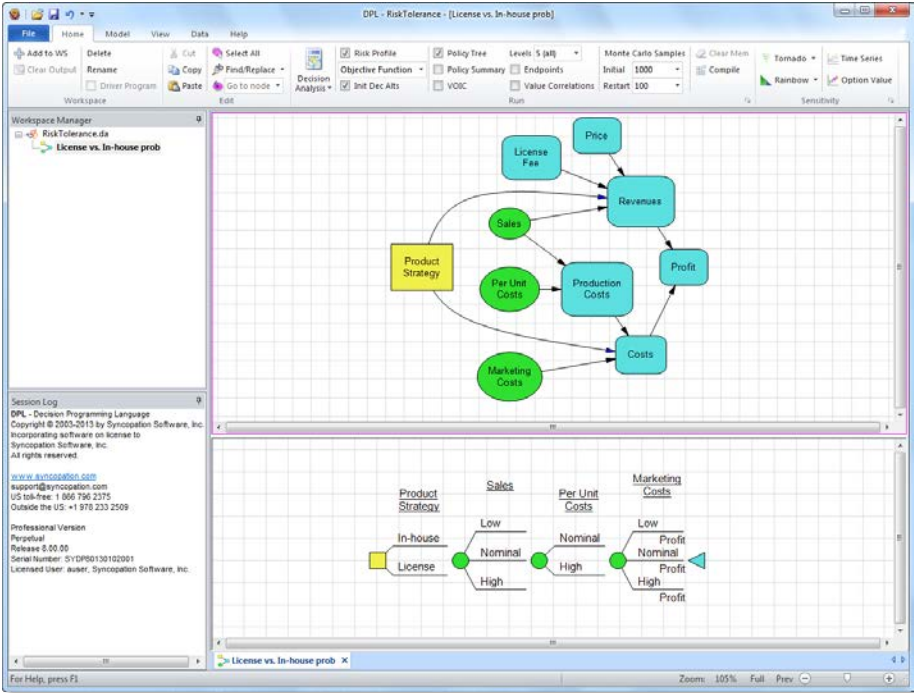 DPL - RiskTolerance - [License vs. In-house prob]
File Home Model View Data Help
Add to WS Delete Cut Select All Risk Profile Policy Tree Levels 5 (all) Monte Carlo Samples Clear Mem Tornado Time Series
Clear Output Rename Copy Find/Replace Objective Function Policy Summary Endpoints Initial 1000 Compile
Driver Program Paste Go to node Decision Analysis Init Dec Alts VOIC Value Correlations Restart 100 Rainbow Option Value
Workspace Edit Run Sensitivity
Workspace Manager
RiskTolerance.da
License vs. In-house prob
Price
License
Fee
Revenues
Sales
Product
Strategy
Profit
Per Unit
Costs
Production
Costs
Costs
Marketing
Costs
Session Log
DPL - Decision Programming Language
Copyright © 2003-2013 by Syncopation Software, Inc.
Incorporating software on license to
Syncopation Software, Inc.
All rights reserved.
www.syncopation.com
support@syncopation.com
US toll-free: 1 866 796 2375
Outside the US: +1 978 233 2509
Professional Version
Perpetual
Release 8.00.00
Serial Number: SYDP80130102001
Licensed User: auser, Syncopation Software, Inc.
Product
Strategy
Sales
Per Unit
Costs
Marketing
Costs
In-house
License
Low
Nominal
High
Nominal
High
Low
Profit
Nominal
Profit
High
Profit
License vs. In-house prob
For Help, press F1
Zoom: 105% Full Prev